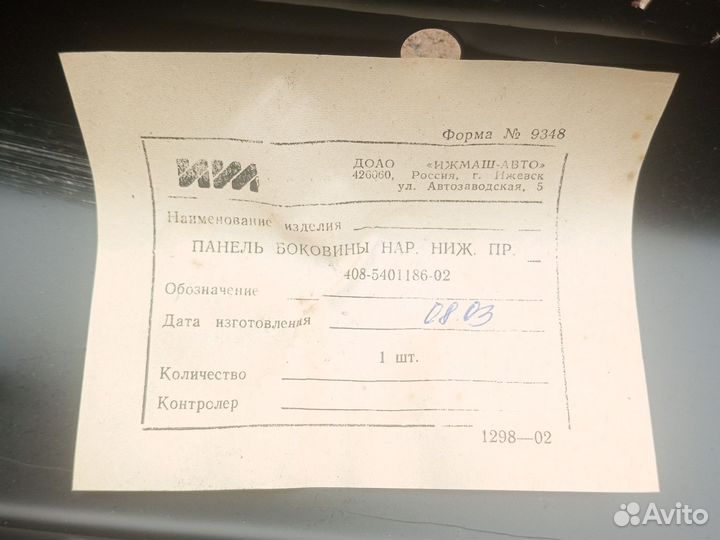 Форма № 9348
ИЖ
ДОАО «ИЖМАШ-АВТО»
426060, Россия, г. Ижевск
ул. Автозаводская, 5
Наименование изделия
ПАНЕЛЬ БОКОВИНЫ НАР. НИЖ. ПР.
408-5401186-02
Обозначение
Дата изготовления 08.03
1 шт.
Количество
Контролер
1298—02
Avito